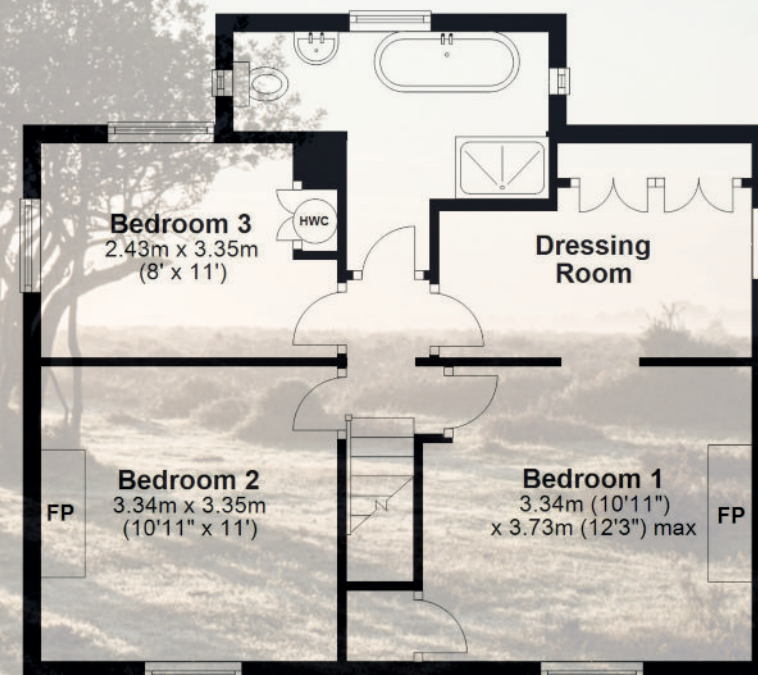 Bedroom 3
2.43m x 3.35m
(8' x 11')
HWC
Dressing
Room
Bedroom 2
3.34m x 3.35m
(10'11" x 11')
FP
Bedroom 1
3.34m (10'11")
x 3.73m (12'3") max
FP